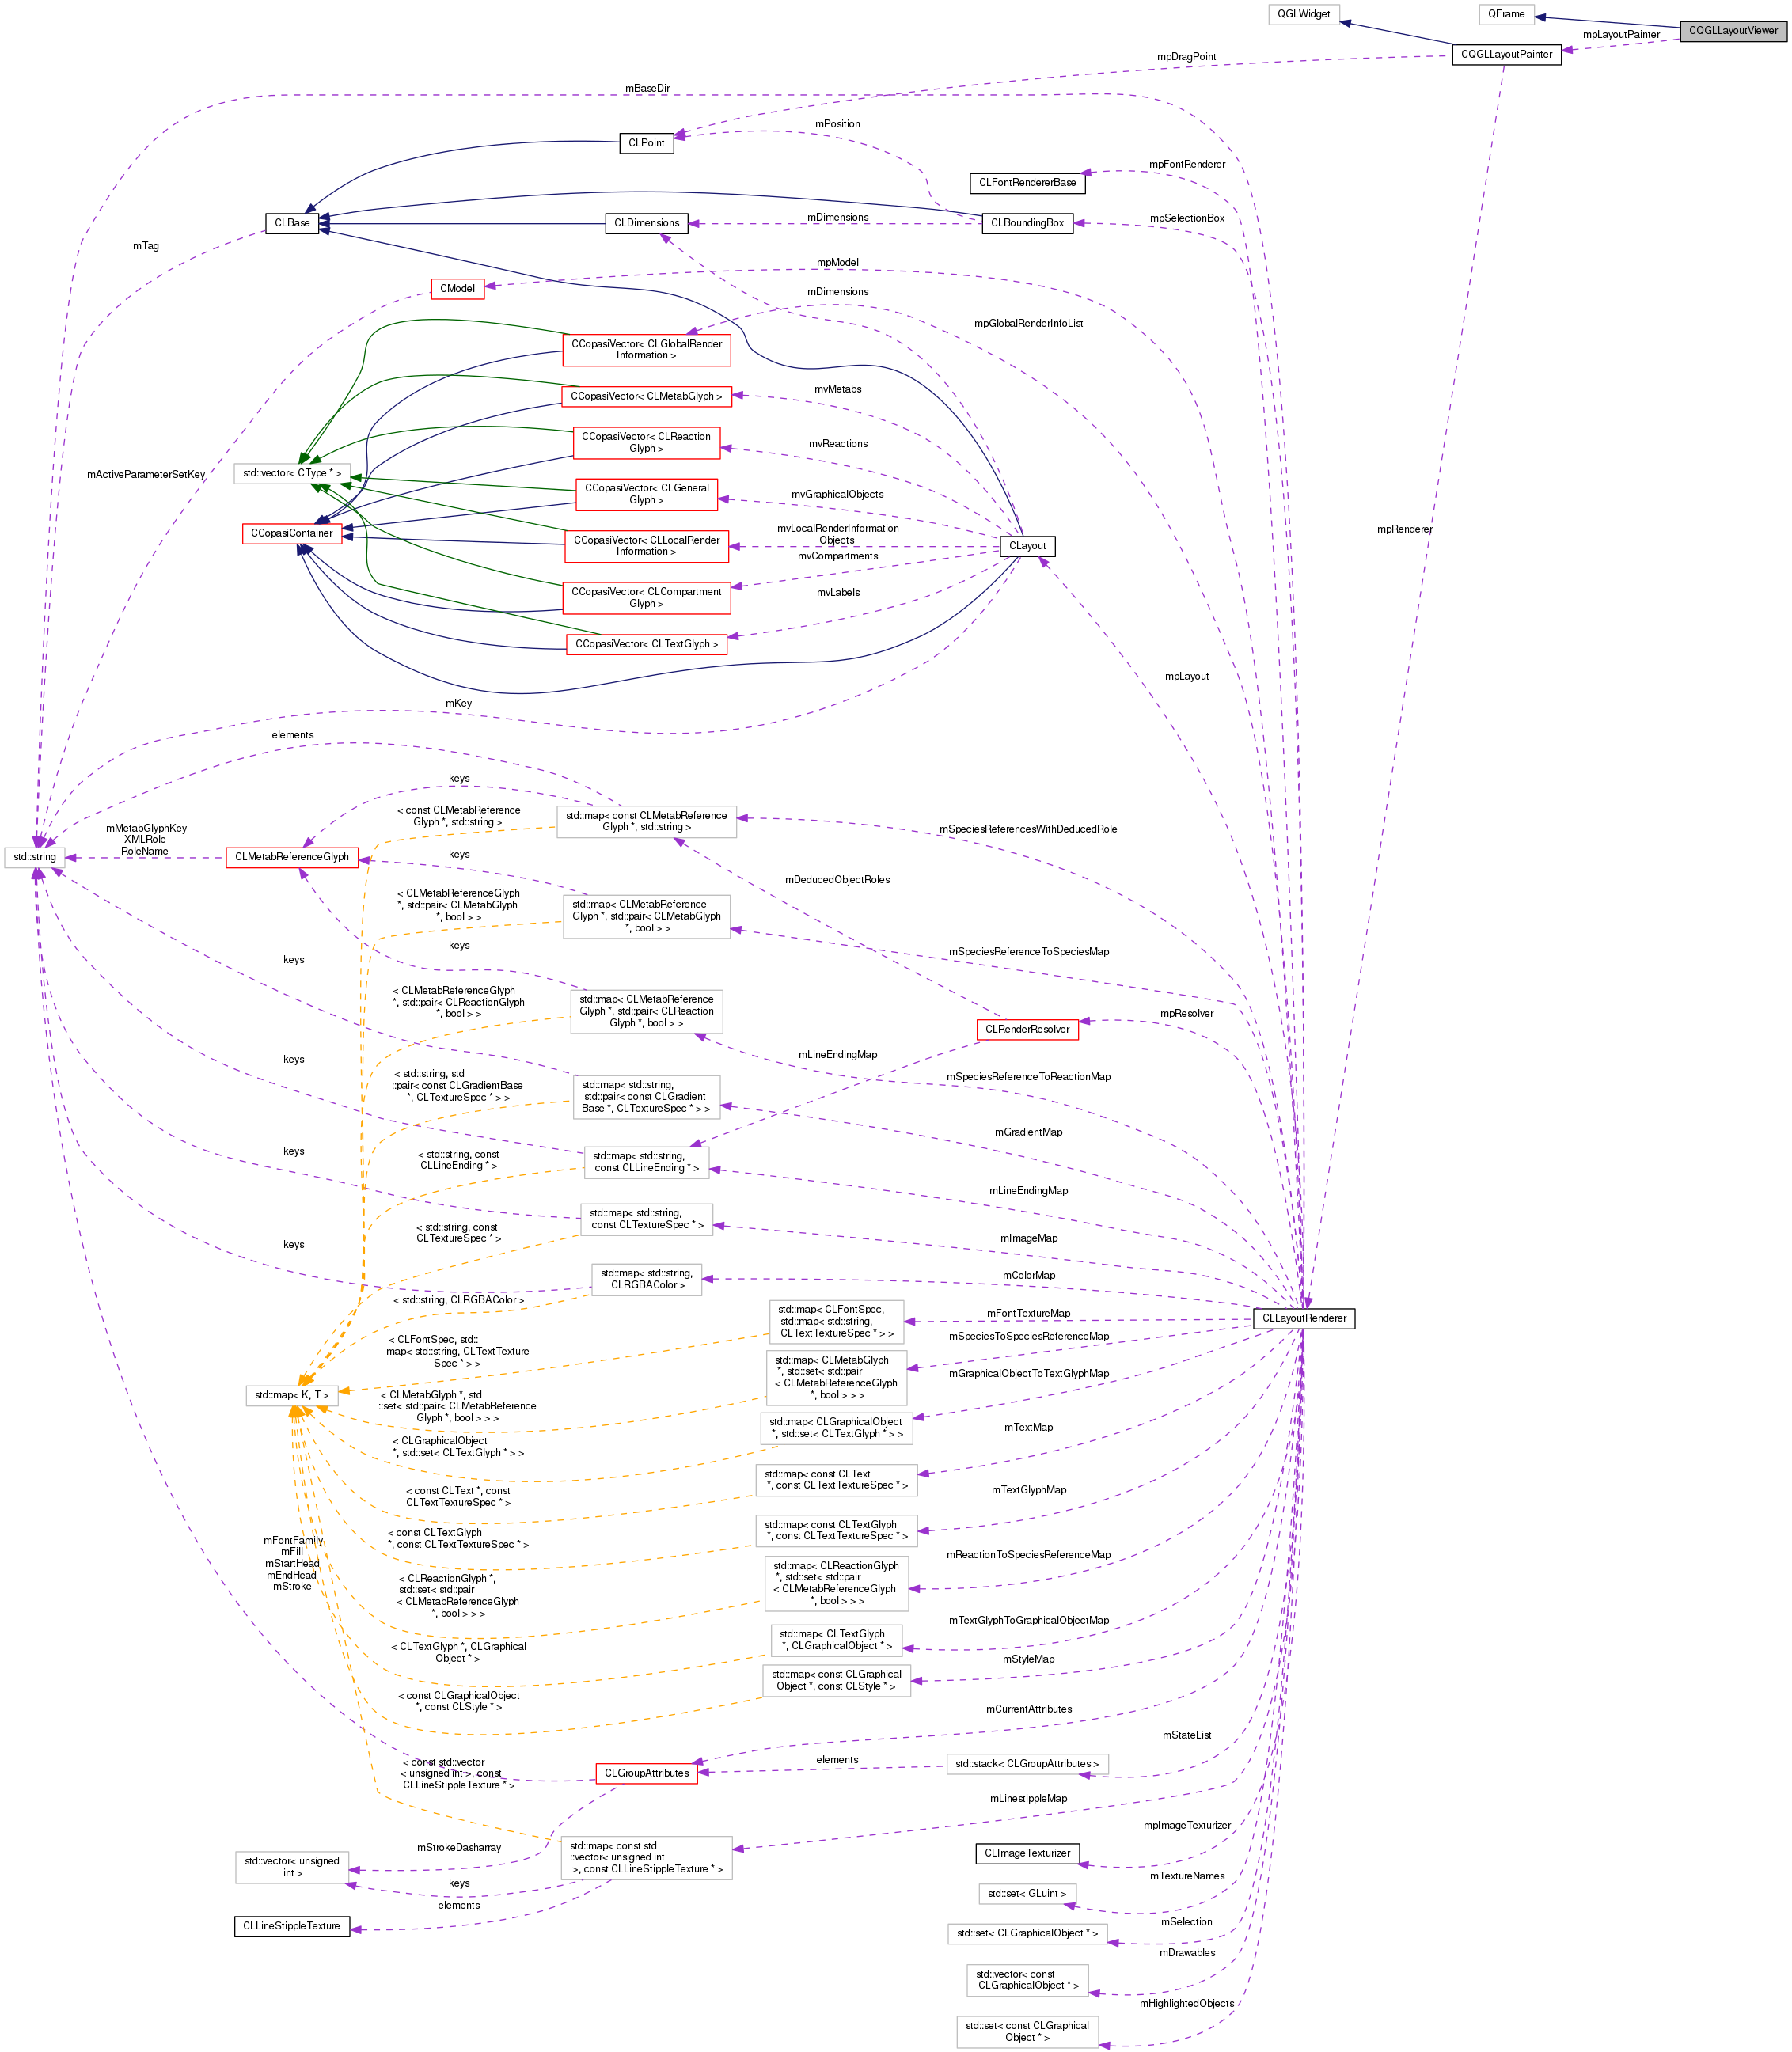 QGLWidget
QFrame
CQGLLayoutViewer
mpLayoutPainter
CQGLLayoutPainter
mpDragPoint
mBaseDir
mPosition
CLPoint
mpFontRenderer
CLFontRendererBase
mpSelectionBox
mDimensions
CLBase
CLDimensions
CLBoundingBox
mTag
mpModel
CModel
mDimensions
mpGlobalRenderInfoList
CCopasiVector< CLGlobalRender
Information >
mvMetabs
CCopasiVector< CLMetabGlyph >
CCopasiVector< CLReaction
Glyph >
mvReactions
std::vector< CType * >
mActiveParameterSetKey
CCopasiVector< CLGeneral
Glyph >
mvGraphicalObjects
CCopasiContainer
CCopasiVector< CLLocalRender
Information >
mvLocalRenderInformation
Objects
CLayout
mpRenderer
mvCompartments
CCopasiVector< CLCompartment
Glyph >
mvLabels
CCopasiVector< CLTextGlyph >
mpLayout
mKey
elements
keys
< const CLMetabReference
Glyph *, std::string >
std::map< const CLMetabReference
Glyph *, std::string >
mSpeciesReferencesWithDeducedRole
mMetabGlyphKey
XMLRole
RoleName
std::string
CLMetabReferenceGlyph
keys
mDeducedObjectRoles
< CLMetabReferenceGlyph
*, std::pair< CLMetabGlyph
*, bool > >
std::map< CLMetabReference
Glyph *, std::pair< CLMetabGlyph
*, bool > >
mSpeciesReferenceToSpeciesMap
keys
keys
< CLMetabReferenceGlyph
*, std::pair< CLReactionGlyph
*, bool > >
std::map< CLMetabReference
Glyph *, std::pair< CLReaction
Glyph *, bool > >
CLRenderResolver
mpResolver
mLineEndingMap
keys
mSpeciesReferenceToReactionMap
< std::string, std
::pair< const CLGradientBase
*, CLTextureSpec * > >
std::map< std::string,
std::pair< const CLGradient
Base *, CLTextureSpec * > >
mGradientMap
keys
< std::string, const
CLLineEnding * >
std::map< std::string,
const CLLineEnding * >
mLineEndingMap
< std::string, const
CLTextureSpec * >
std::map< std::string,
const CLTextureSpec * >
mImageMap
keys
std::map< std::string,
CLRGBAColor >
mColorMap
< std::string, CLRGBAColor >
std::map< CLFontSpec,
std::map< std::string,
CLTextTextureSpec * > >
mFontTextureMap
CLLayoutRenderer
< CLFontSpec, std::
map< std::string, CLTextTexture
Spec * > >
mSpeciesToSpeciesReferenceMap
std::map< CLMetabGlyph
*, std::set< std::pair
< CLMetabReferenceGlyph
*, bool > > >
mGraphicalObjectToTextGlyphMap
std::map< K, T >
< CLMetabGlyph *, std
::set< std::pair< CLMetabReference
Glyph *, bool > > >
std::map< CLGraphicalObject
*, std::set< CLTextGlyph * > >
mTextMap
< CLGraphicalObject
*, std::set< CLTextGlyph * > >
std::map< const CLText
*, const CLTextTextureSpec * >
< const CLText *, const
CLTextTextureSpec * >
mTextGlyphMap
std::map< const CLTextGlyph
*, const CLTextTextureSpec * >
< const CLTextGlyph
*, const CLTextTextureSpec * >
mFontFamily
mFill
mStartHead
mEndHead
mStroke
mReactionToSpeciesReferenceMap
std::map< CLReactionGlyph
*, std::set< std::pair
< CLMetabReferenceGlyph
*, bool > > >
< CLReactionGlyph *,
std::set< std::pair
< CLMetabReferenceGlyph
*, bool > > >
mTextGlyphToGraphicalObjectMap
std::map< CLTextGlyph
*, CLGraphicalObject * >
< CLTextGlyph *, CLGraphical
Object * >
mStyleMap
std::map< const CLGraphical
Object *, const CLStyle * >
< const CLGraphicalObject
*, const CLStyle * >
mCurrentAttributes
mStateList
< const std::vector
< unsigned int >, const
CLLineStippleTexture * >
CLGroupAttributes
elements
std::stack< CLGroupAttributes >
mLinestippleMap
mpImageTexturizer
mStrokeDasharray
std::map< const std
::vector< unsigned int
>, const CLLineStippleTexture * >
CLImageTexturizer
std::vector< unsigned
int >
keys
mTextureNames
std::set< GLuint >
elements
CLLineStippleTexture
mSelection
std::set< CLGraphicalObject * >
mDrawables
std::vector< const
CLGraphicalObject * >
mHighlightedObjects
std::set< const CLGraphical
Object * >